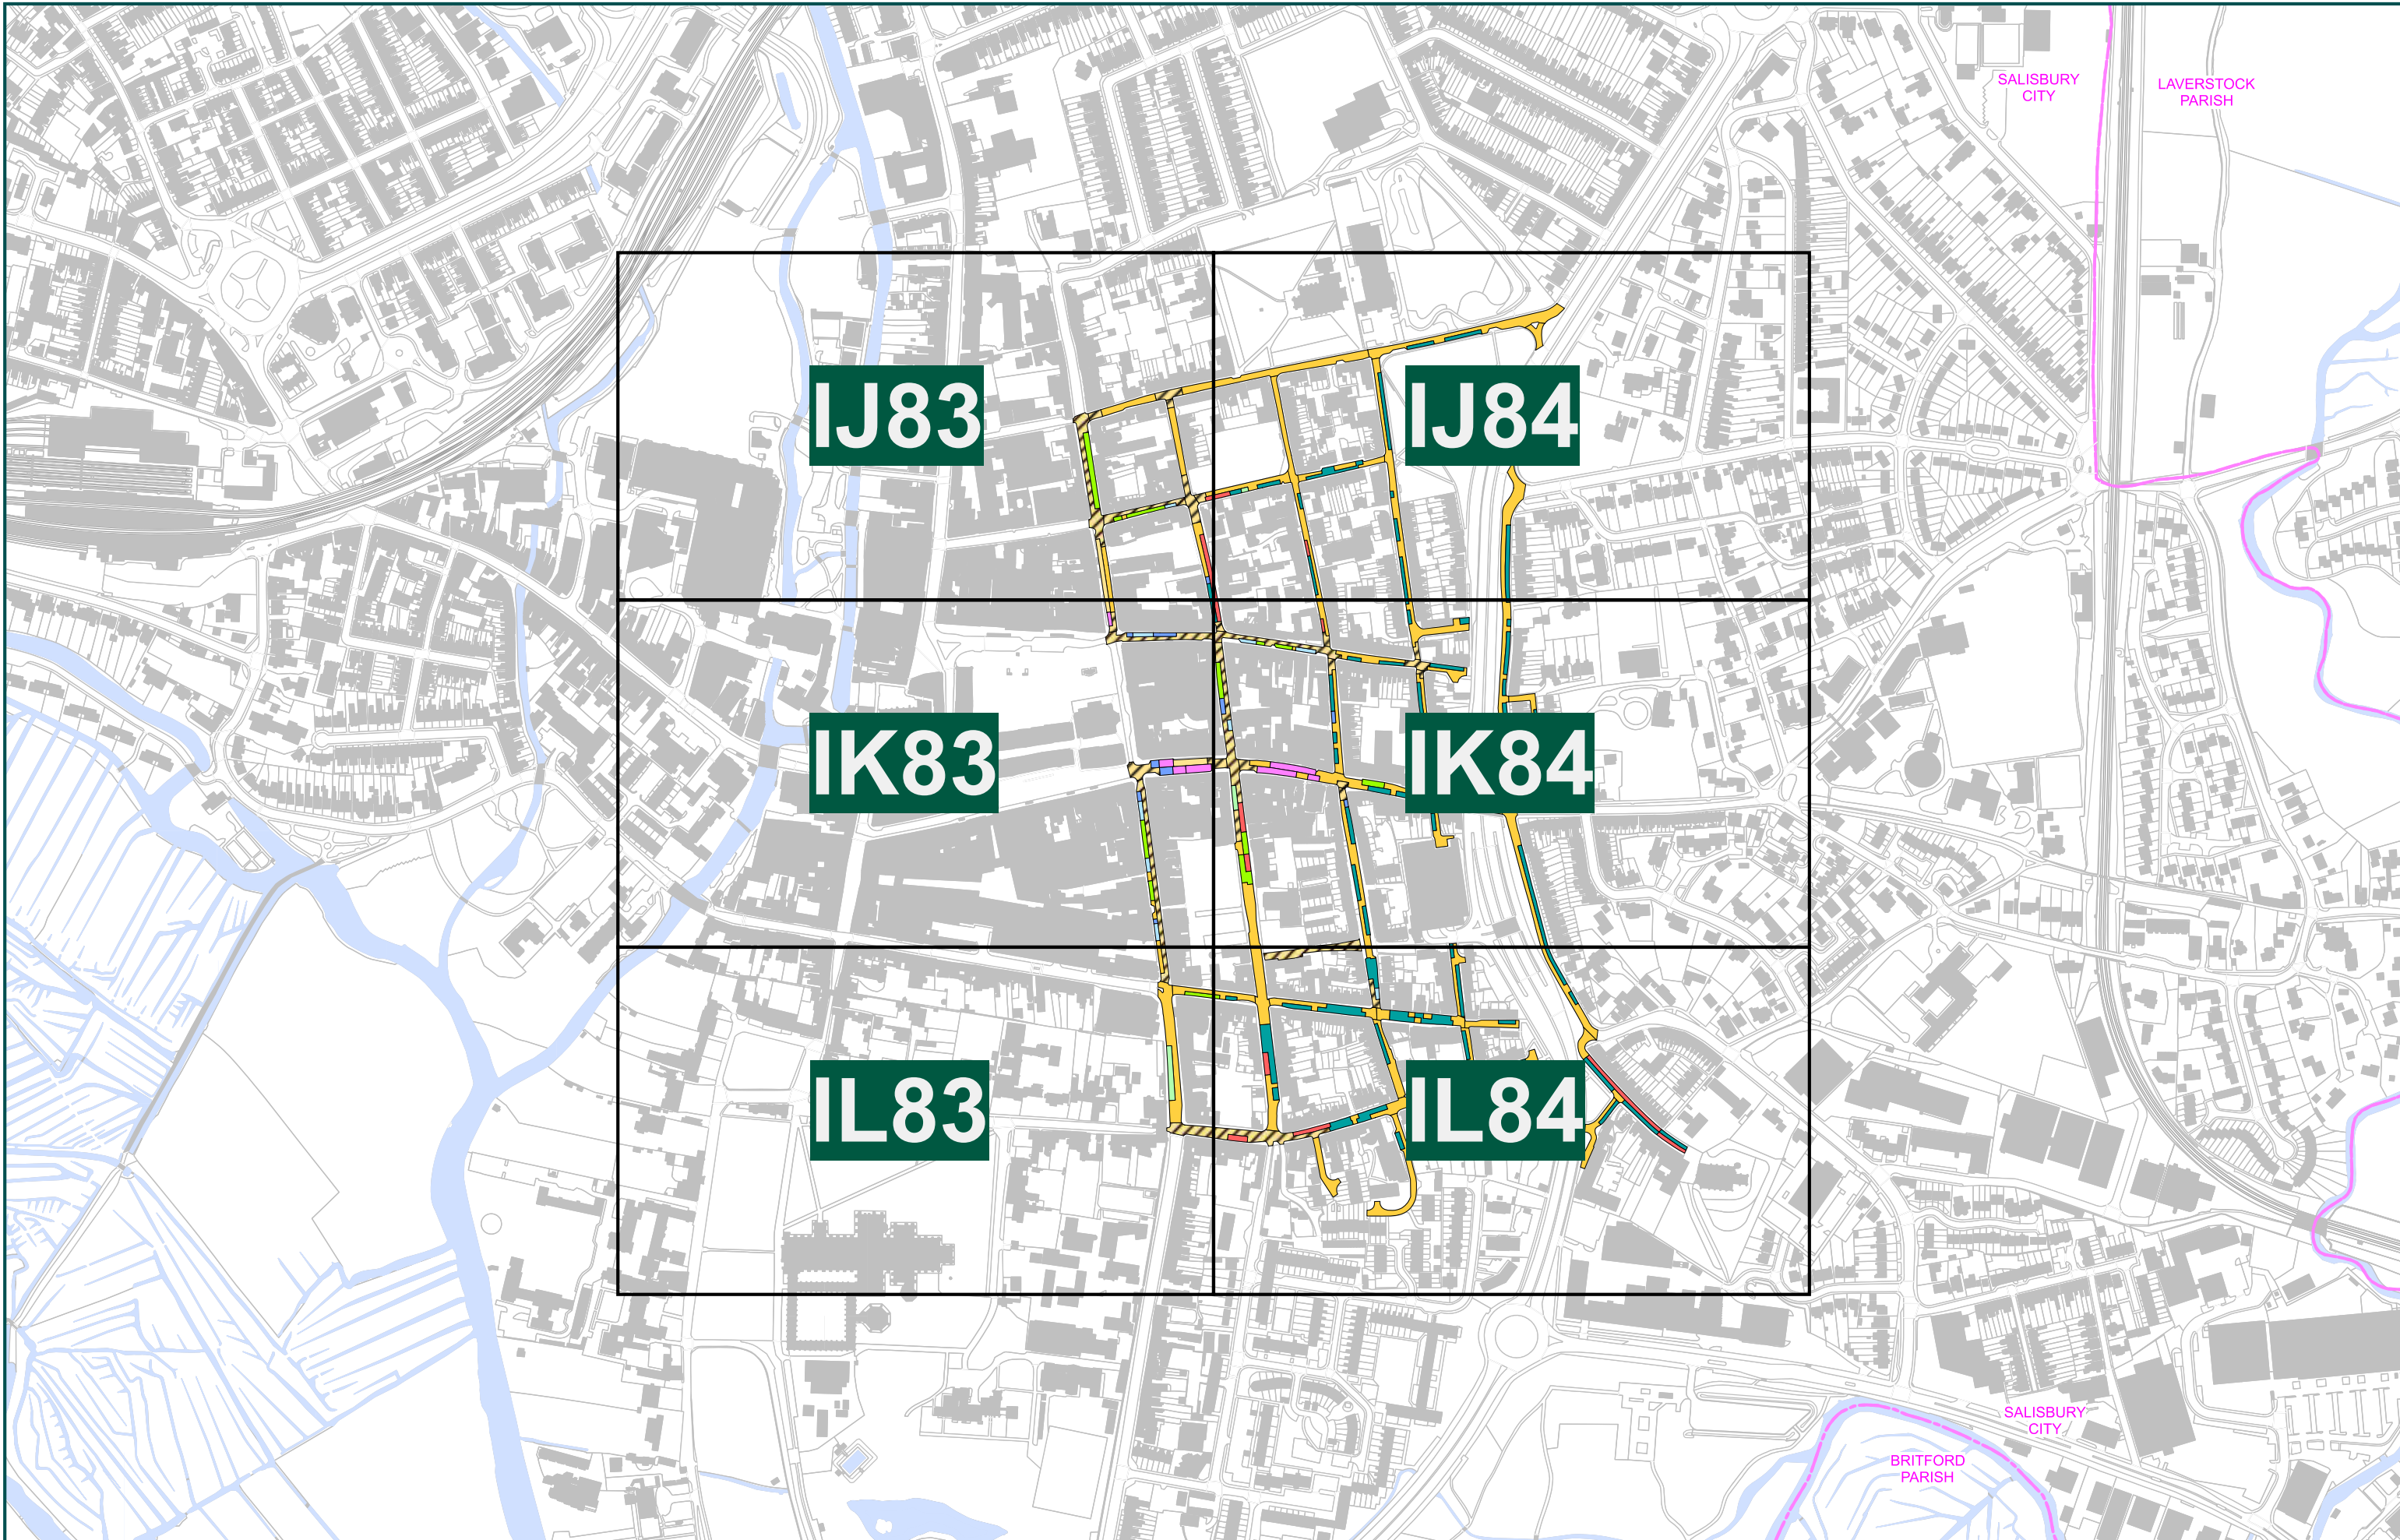 SALISBURY
CITY
LAVERSTOCK
PARISH
IJ83
IJ84
IK83
IK84
IL83
IL84
SALISBURY
CITY
BRITFORD
PARISH